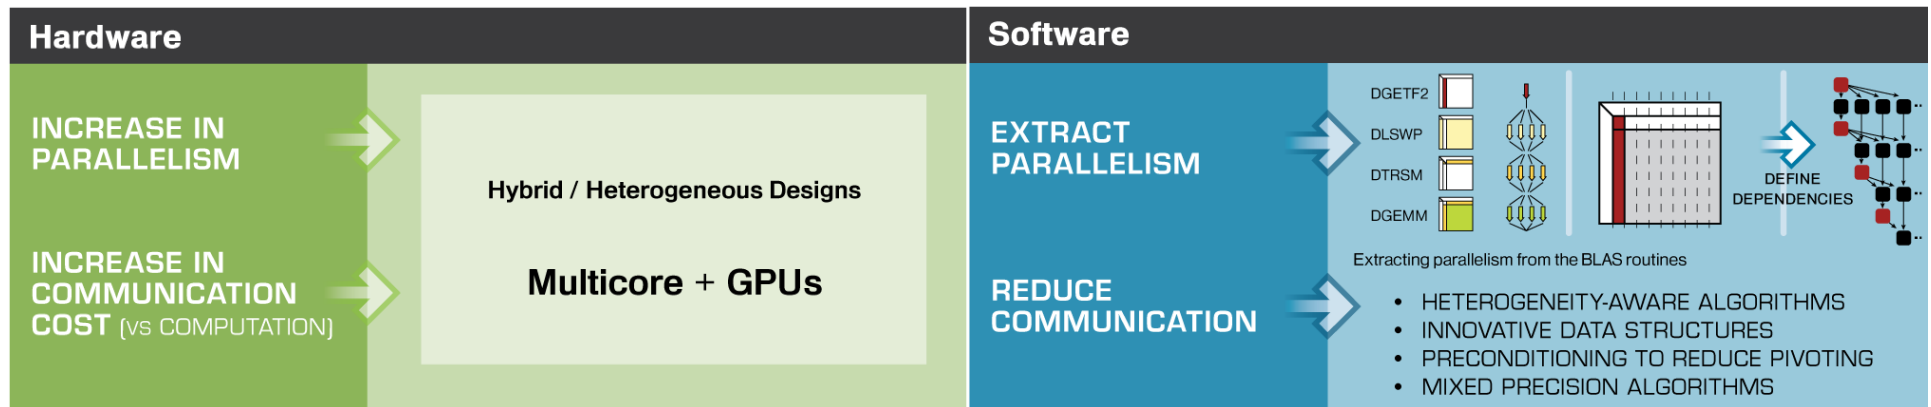 Hardware
INCREASE IN
PARALLELISM
INCREASE IN
COMMUNICATION
COST (VS COMPUTATION)
Hybrid / Heterogeneous Designs
Multicore + GPUs
Software
EXTRACT
PARALLELISM
REDUCE
COMMUNICATION
DGETF2
DLSWP
DTRSM
DGEMM
DEFINE
DEPENDENCIES
Extracting parallelism from the BLAS routines
• HETEROGENEITY-AWARE ALGORITHMS
• INNOVATIVE DATA STRUCTURES
• PRECONDITIONING TO REDUCE PIVOTING
• MIXED PRECISION ALGORITHMS